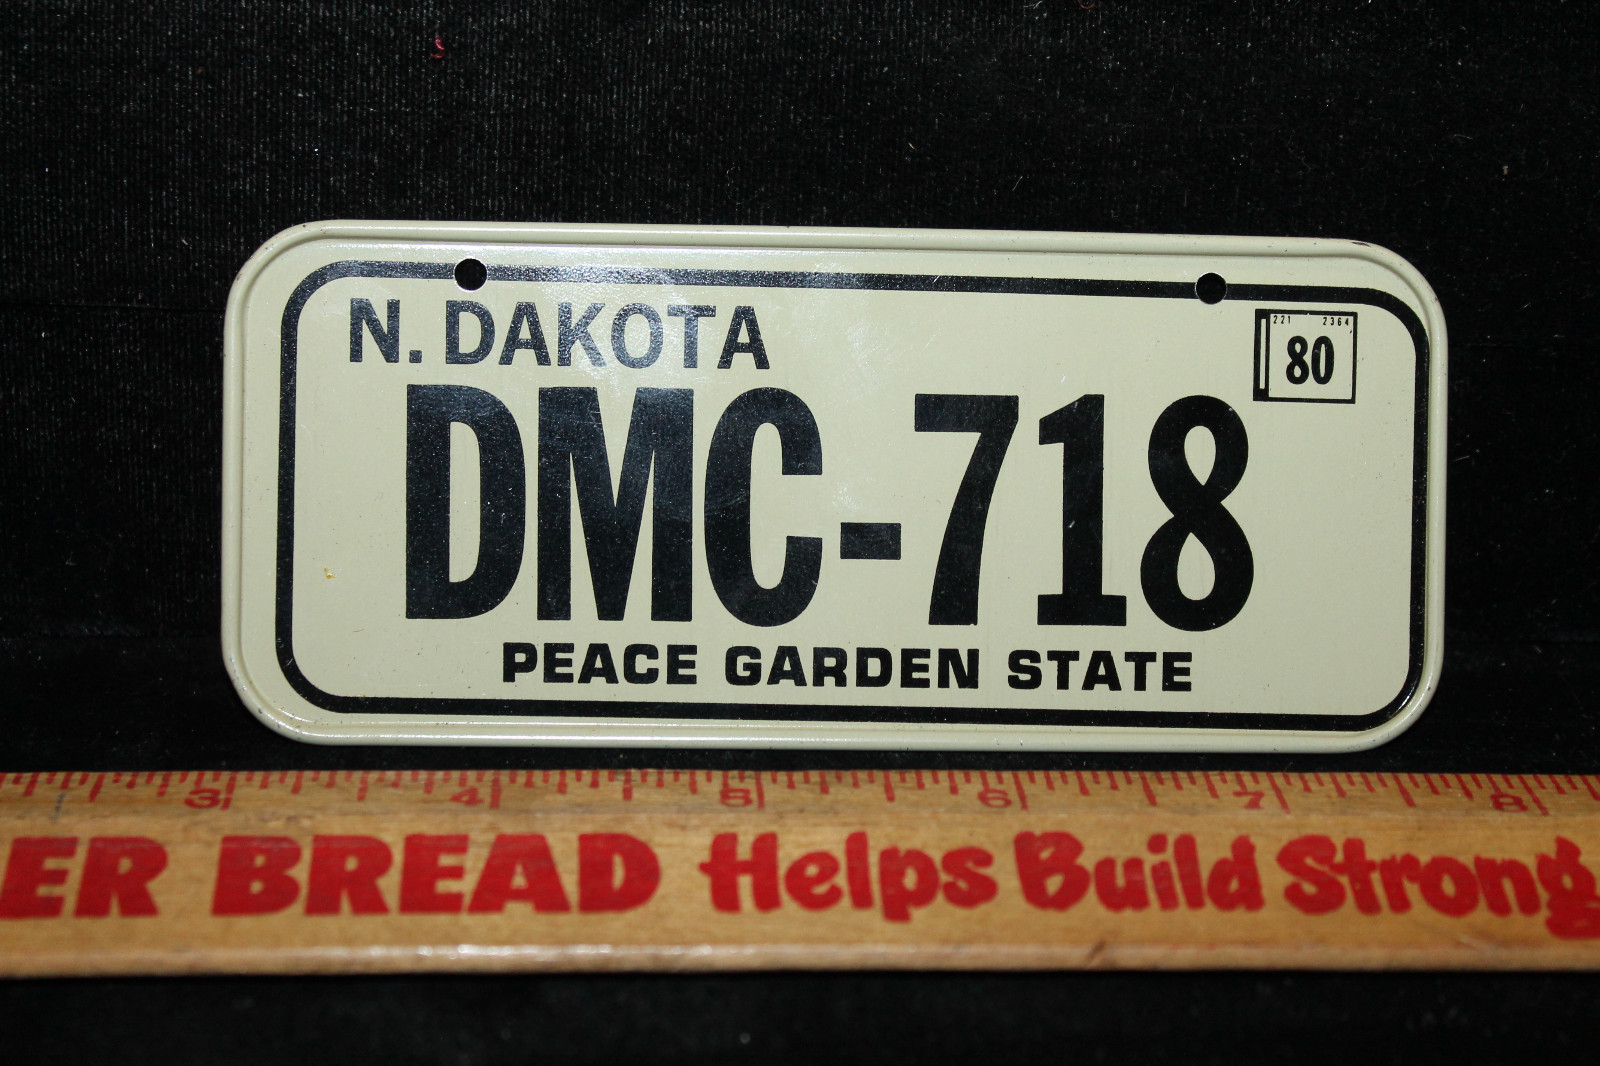 N. DAKOTA
221 2364
80
DMC-718
PEACE GARDEN STATE
3 4 5 6 7 8
ER BREAD Helps Build Strong